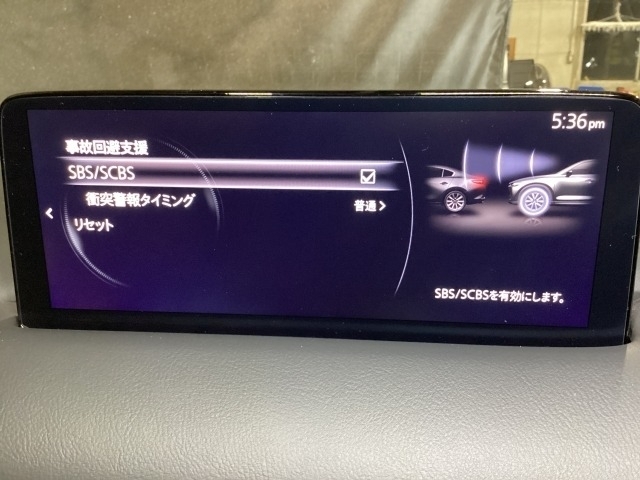 5:36pm
事故回避支援
SBS/SCBS
衝突警報タイミング 普通
リセット
SBS/SCBSを有効にします。